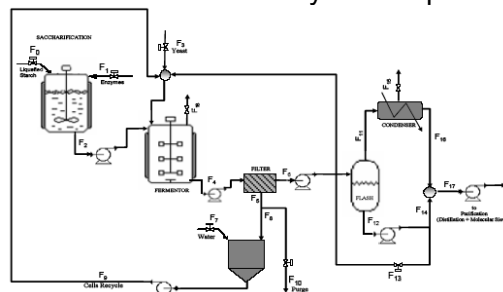 SACCHARIFICATION
F0
Liquefied
Starch
F1
Enzymes
F2
F3
Yeast
FERMENTOR
F4
FILTER
F5
F6
F7
Water
F8
F9
Cells Recycle
F10
Purge
F11
FLASH
F12
F13
F14
F15
CONDENSER
F16
F17
to
Purification
(Distillation + Molecular Sieve